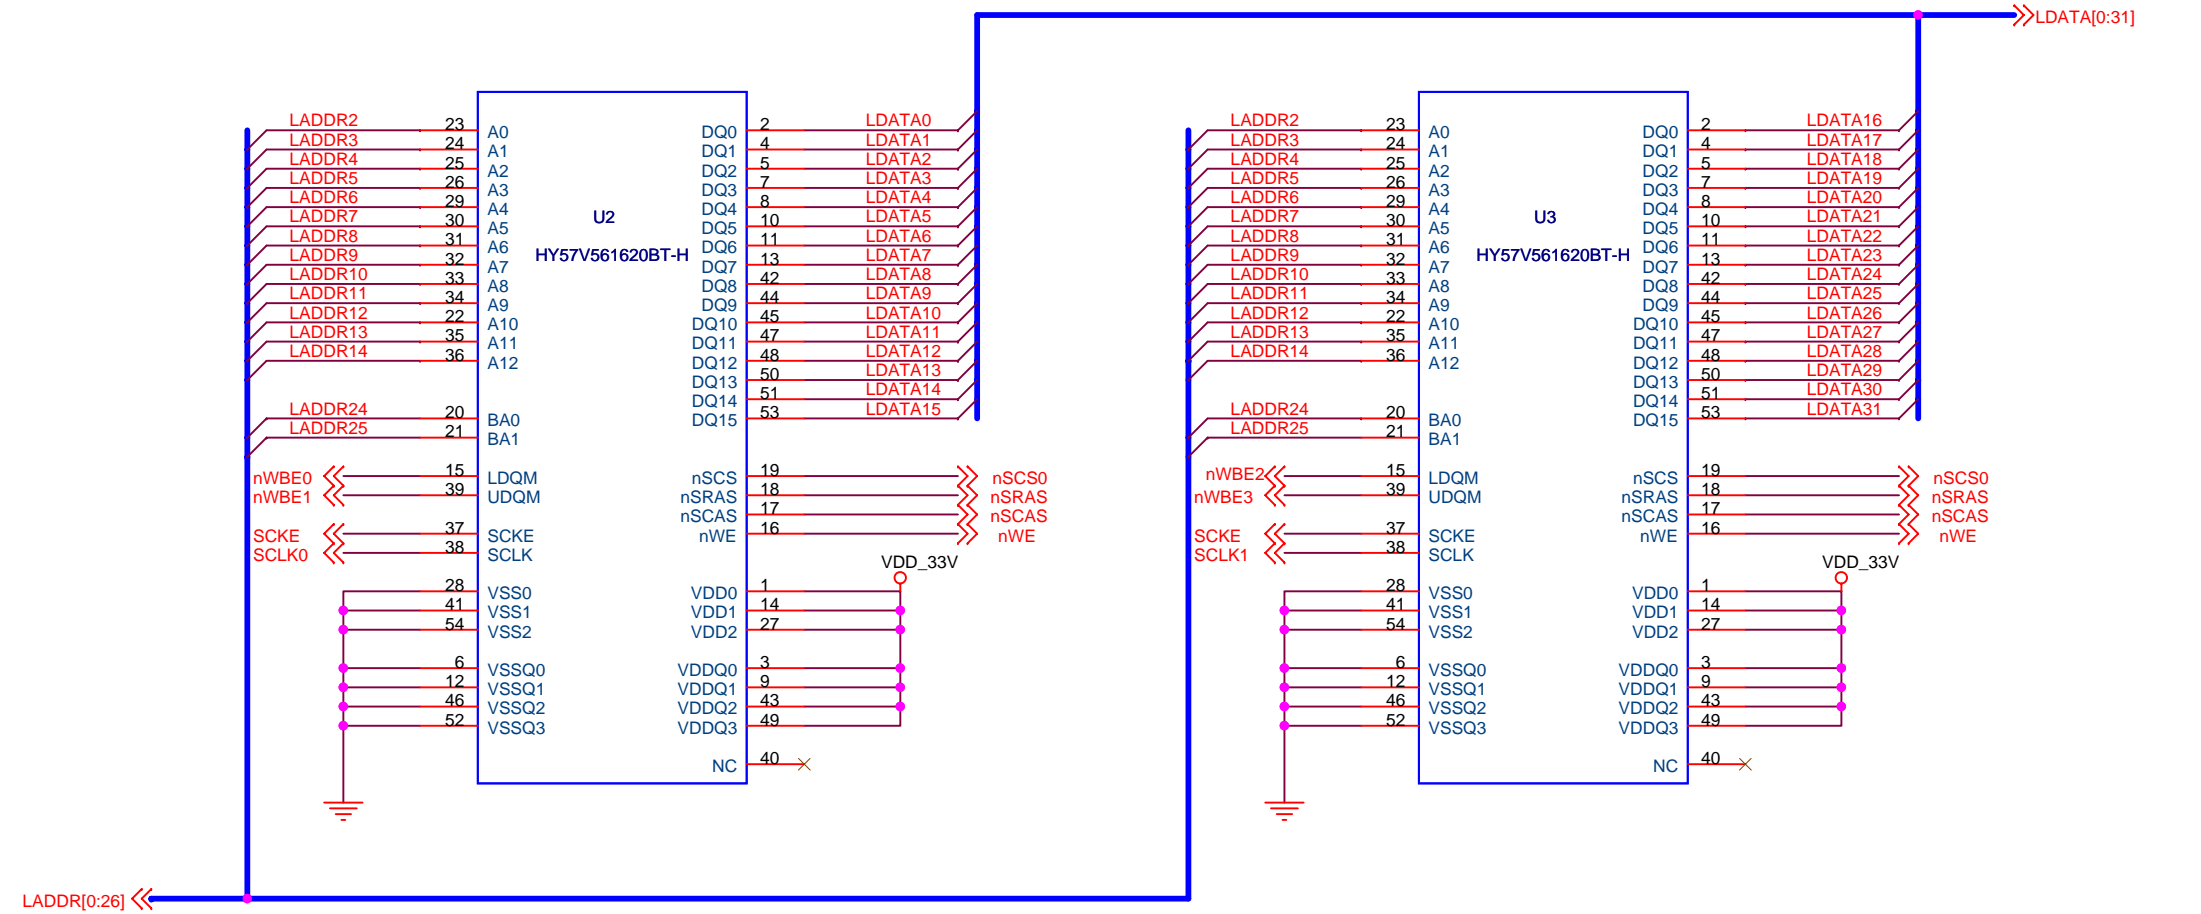 LDATA[0:31]
LADDR2 23 A0 DQ0 2 LDATA0
LADDR3 24 A1 DQ1 4 LDATA1
LADDR4 25 A2 DQ2 5 LDATA2
LADDR5 26 A3 DQ3 7 LDATA3
LADDR6 29 A4 DQ4 8 LDATA4
LADDR7 30 A5 DQ5 10 LDATA5
LADDR8 31 A6 DQ6 11 LDATA6
LADDR9 32 A7 DQ7 13 LDATA7
LADDR10 33 A8 DQ8 42 LDATA8
LADDR11 34 A9 DQ9 44 LDATA9
LADDR12 22 A10 DQ10 45 LDATA10
LADDR13 35 A11 DQ11 47 LDATA11
LADDR14 36 A12 DQ12 48 LDATA12
DQ13 50 LDATA13
DQ14 51 LDATA14
LADDR24 20 BA0 DQ15 53 LDATA15
LADDR25 21 BA1
U2
HY57V561620BT-H
nWBE0 15 LDQM nSCS 19 nSCS0
nWBE1 39 UDQM nSRAS 18 nSRAS
nSCAS 17 nSCAS
SCKE 37 SCKE nWE 16 nWE
SCLK0 38 SCLK
VDD_33V
28 VSS0 VDD0 1
41 VSS1 VDD1 14
54 VSS2 VDD2 27
6 VSSQ0 VDDQ0 3
12 VSSQ1 VDDQ1 9
46 VSSQ2 VDDQ2 43
52 VSSQ3 VDDQ3 49
NC 40
LADDR2 23 A0 DQ0 2 LDATA16
LADDR3 24 A1 DQ1 4 LDATA17
LADDR4 25 A2 DQ2 5 LDATA18
LADDR5 26 A3 DQ3 7 LDATA19
LADDR6 29 A4 DQ4 8 LDATA20
LADDR7 30 A5 DQ5 10 LDATA21
LADDR8 31 A6 DQ6 11 LDATA22
LADDR9 32 A7 DQ7 13 LDATA23
LADDR10 33 A8 DQ8 42 LDATA24
LADDR11 34 A9 DQ9 44 LDATA25
LADDR12 22 A10 DQ10 45 LDATA26
LADDR13 35 A11 DQ11 47 LDATA27
LADDR14 36 A12 DQ12 48 LDATA28
DQ13 50 LDATA29
DQ14 51 LDATA30
LADDR24 20 BA0 DQ15 53 LDATA31
LADDR25 21 BA1
U3
HY57V561620BT-H
nWBE2 15 LDQM nSCS 19 nSCS0
nWBE3 39 UDQM nSRAS 18 nSRAS
nSCAS 17 nSCAS
SCKE 37 SCKE nWE 16 nWE
SCLK1 38 SCLK
VDD_33V
28 VSS0 VDD0 1
41 VSS1 VDD1 14
54 VSS2 VDD2 27
6 VSSQ0 VDDQ0 3
12 VSSQ1 VDDQ1 9
46 VSSQ2 VDDQ2 43
52 VSSQ3 VDDQ3 49
NC 40
LADDR[0:26]